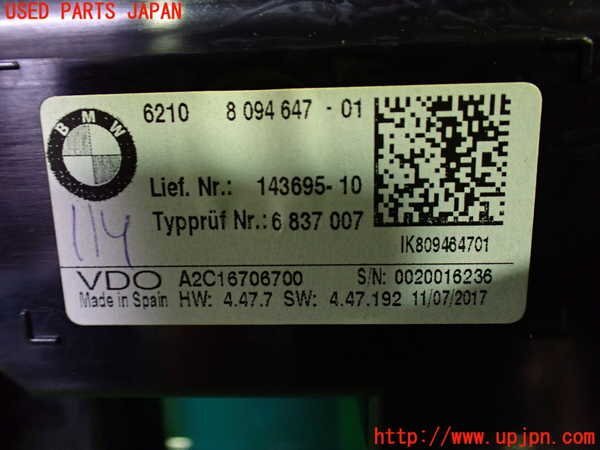 USED PARTS JAPAN
BMW
6210 8 094 647 - 01
Lief. Nr.: 143695-10
Typprüf Nr.: 6 837 007
IK809464701
114
VDO A2C16706700 S/N: 0020016236
Made in Spain HW: 4.47.7 SW: 4.47.192 11/07/2017
http://www.upjpn.com/